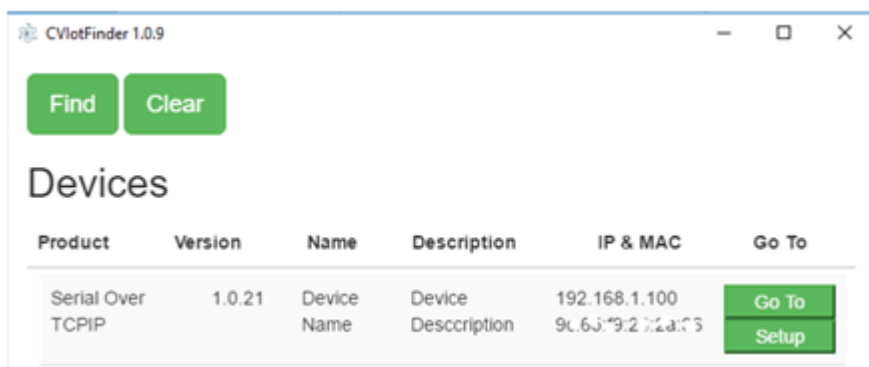 CVIotFinder 1.0.9
Find Clear
Devices
Product Version Name Description IP & MAC Go To
Serial Over 1.0.21 Device Device 192.168.1.100 Go To
TCPIP Name Desccription Setup